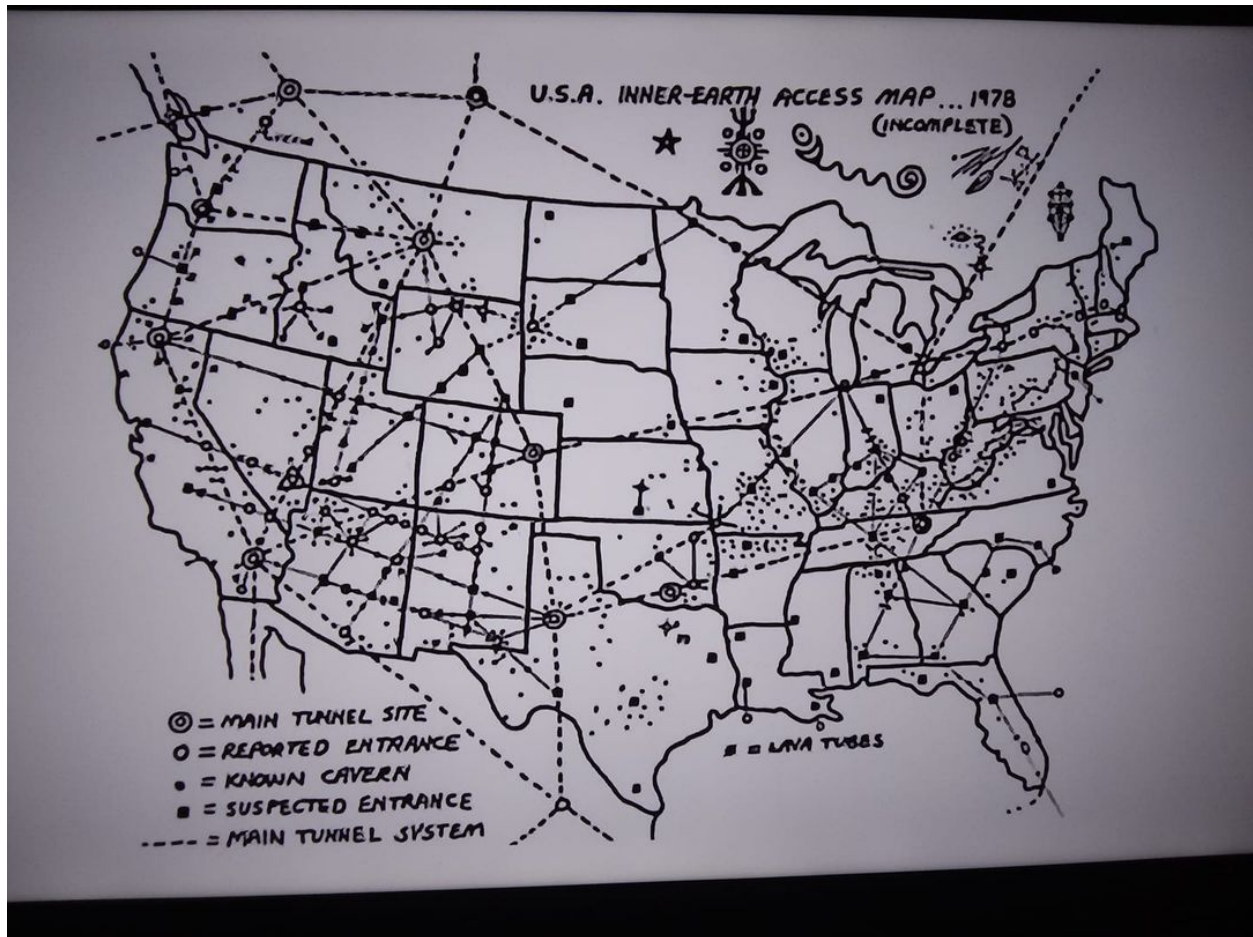 U.S.A. INNER-EARTH ACCESS MAP... 1978
(INCOMPLETE)
= MAIN TUNNEL SITE
= REPORTED ENTRANCE
= KNOWN CAVERN
= SUSPECTED ENTRANCE
= MAIN TUNNEL SYSTEM
= LAVA TUBES